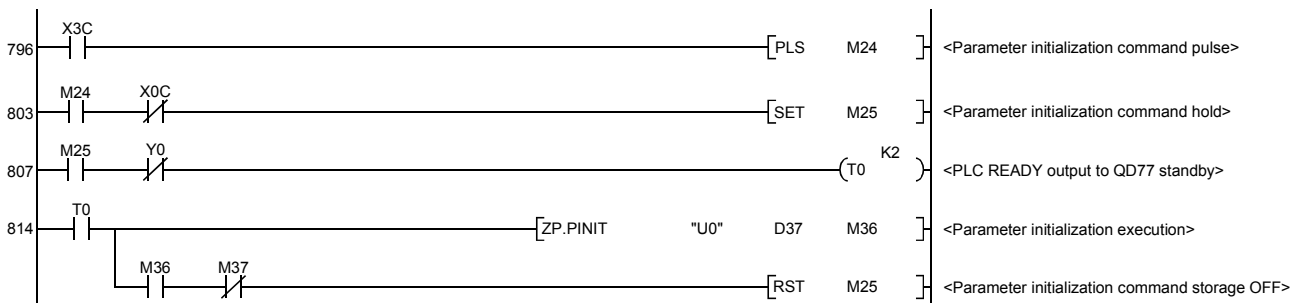 X3C
796 PLS M24 <Parameter initialization command pulse>
M24 X0C
803 SET M25 <Parameter initialization command hold>
M25 Y0 K2
807 T0 <PLC READY output to QD77 standby>
T0
814 ZP.PINIT "U0" D37 M36 <Parameter initialization execution>
M36 M37
RST M25 <Parameter initialization command storage OFF>